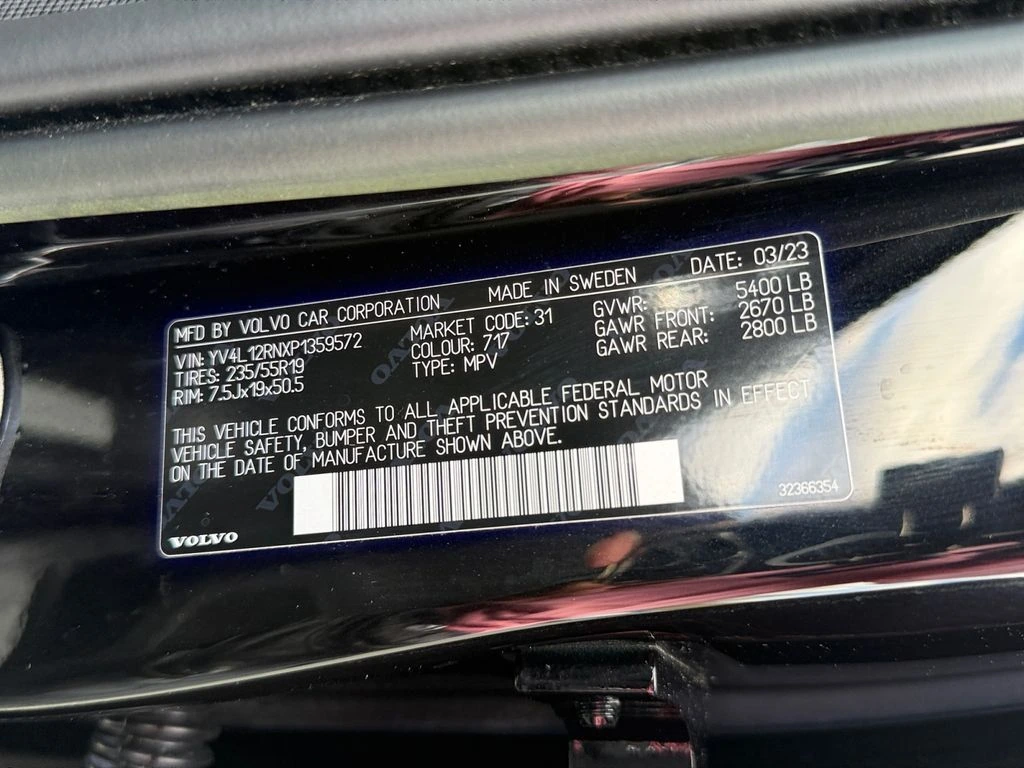 MFD BY VOLVO CAR CORPORATION MADE IN SWEDEN DATE: 03/23
VIN: YV4L12RNXP1359572 MARKET CODE: 31 GVWR: 5400 LB
TIRES: 235/55R19 COLOUR: 717 GAWR FRONT: 2670 LB
RIM: 7.5Jx19x50.5 TYPE: MPV GAWR REAR: 2800 LB
THIS VEHICLE CONFORMS TO ALL APPLICABLE FEDERAL MOTOR
VEHICLE SAFETY, BUMPER AND THEFT PREVENTION STANDARDS IN EFFECT
ON THE DATE OF MANUFACTURE SHOWN ABOVE.
32366354
VOLVO